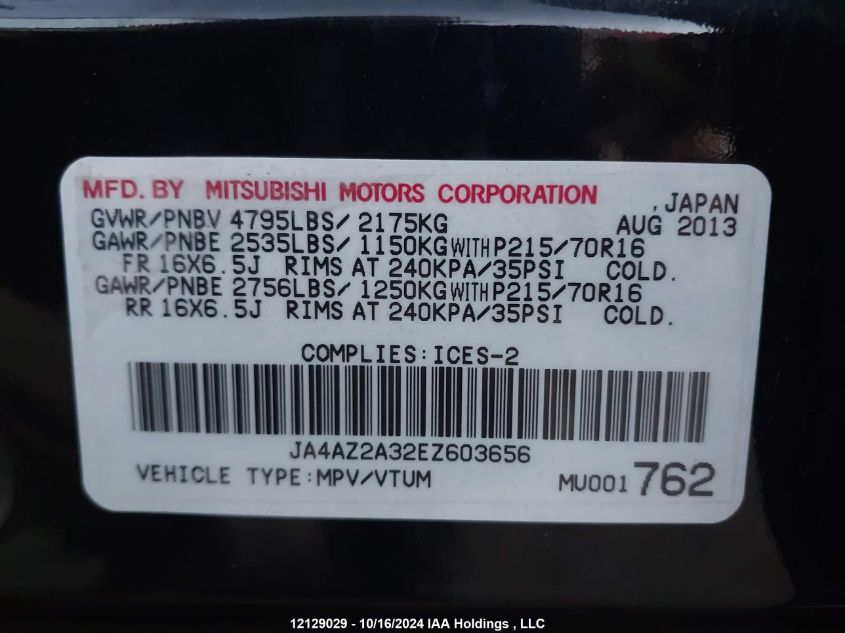 MFD. BY MITSUBISHI MOTORS CORPORATION , JAPAN
GVWR/PNBV 4795LBS/ 2175KG AUG 2013
GAWR/PNBE 2535LBS/ 1150KG WITH P215/70R16
FR 16X6.5J RIMS AT 240KPA/35PSI COLD.
GAWR/PNBE 2756LBS/ 1250KG WITH P215/70R16
RR 16X6.5J RIMS AT 240KPA/35PSI COLD.
COMPLIES:ICES-2
JA4AZ2A32EZ603656
VEHICLE TYPE:MPV/VTUM MU001 762
12129029 - 10/16/2024 IAA Holdings , LLC